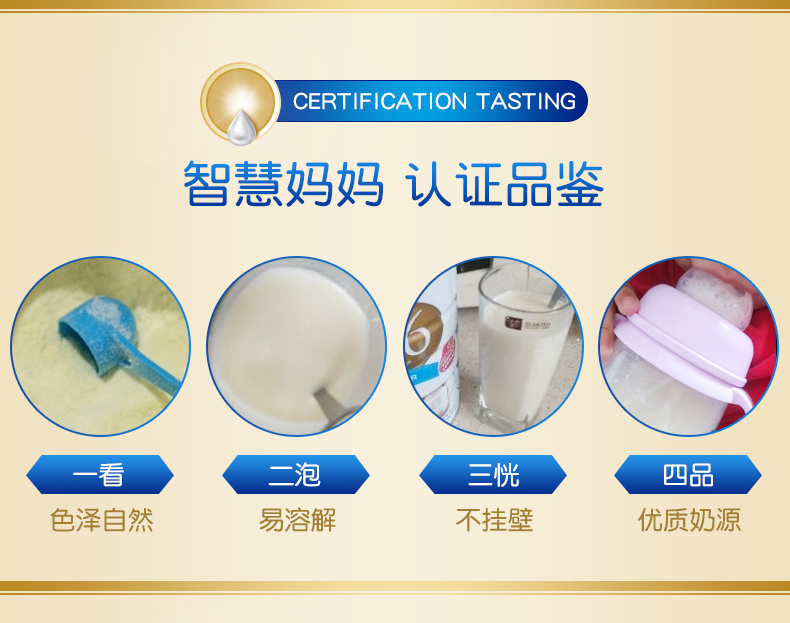 CERTIFICATION TASTING
智慧妈妈 认证品鉴
6
一看
二泡
三恍
四品
色泽自然
易溶解
不挂壁
优质奶源